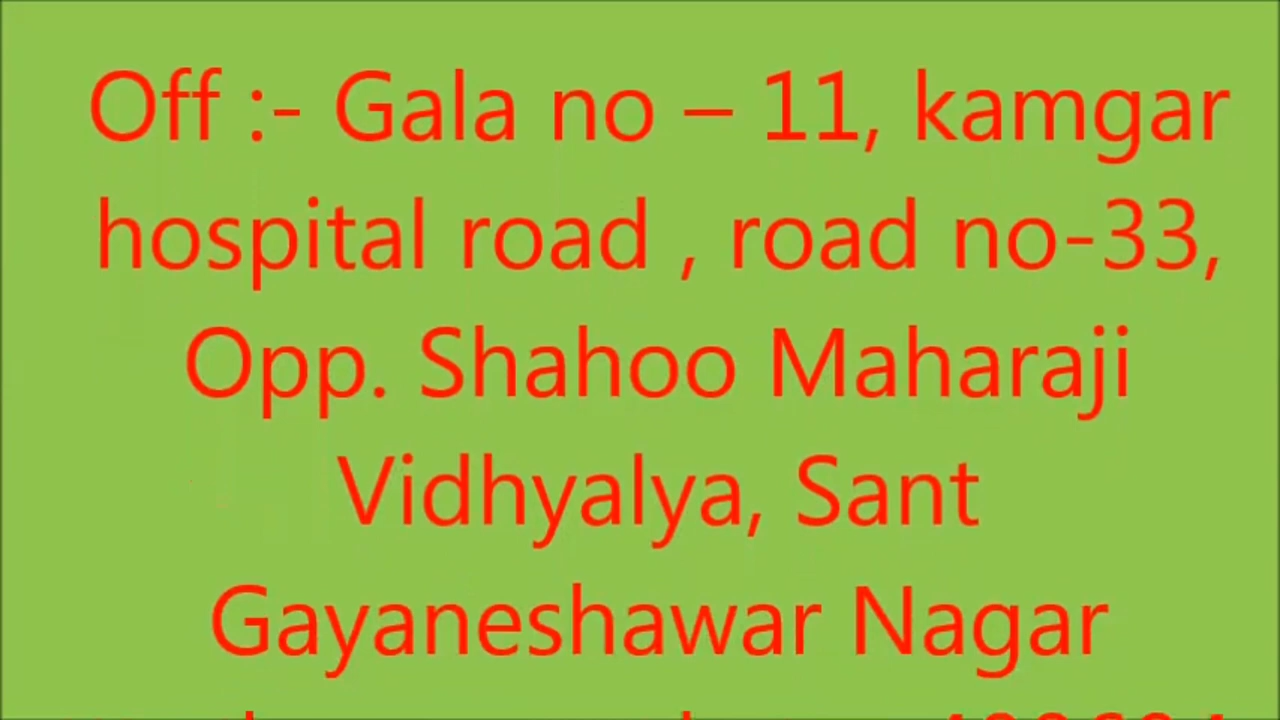 Off :- Gala no – 11, kamgar
hospital road , road no-33,
Opp. Shahoo Maharaji
Vidhyalya, Sant
Gayaneshawar Nagar